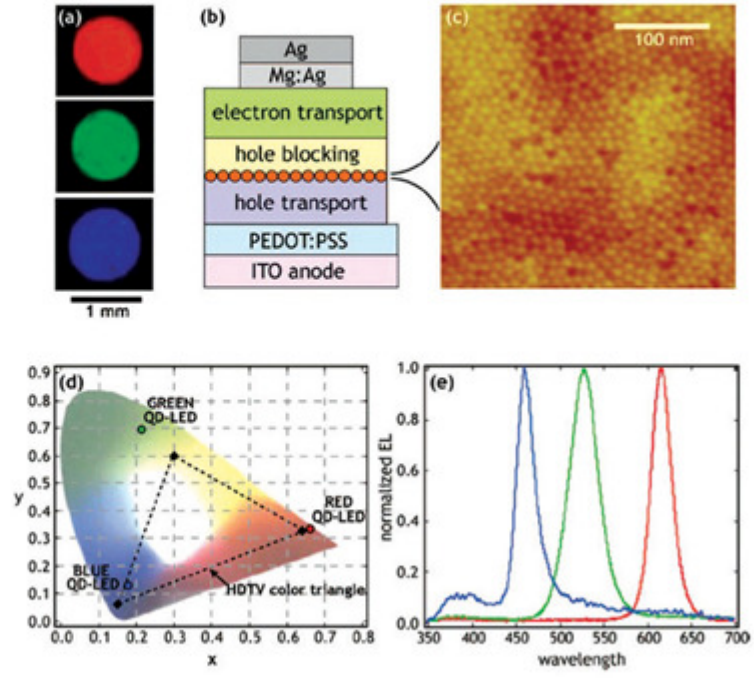 (a)
1 mm
(b)
Ag
Mg:Ag
electron transport
hole blocking
hole transport
PEDOT:PSS
ITO anode
(c)
100 nm
(d)
0.9
0.8
0.7
0.6
0.5
0.4
0.3
0.2
0.1
0.0
y
GREEN
QD-LED
RED
QD-LED
BLUE
QD-LED
HDTV color triangle
0.0 0.1 0.2 0.3 0.4 0.5 0.6 0.7 0.8
x
(e)
normalized EL
1.0
0.8
0.6
0.4
0.2
0.0
350 400 450 500 550 600 650 700
wavelength